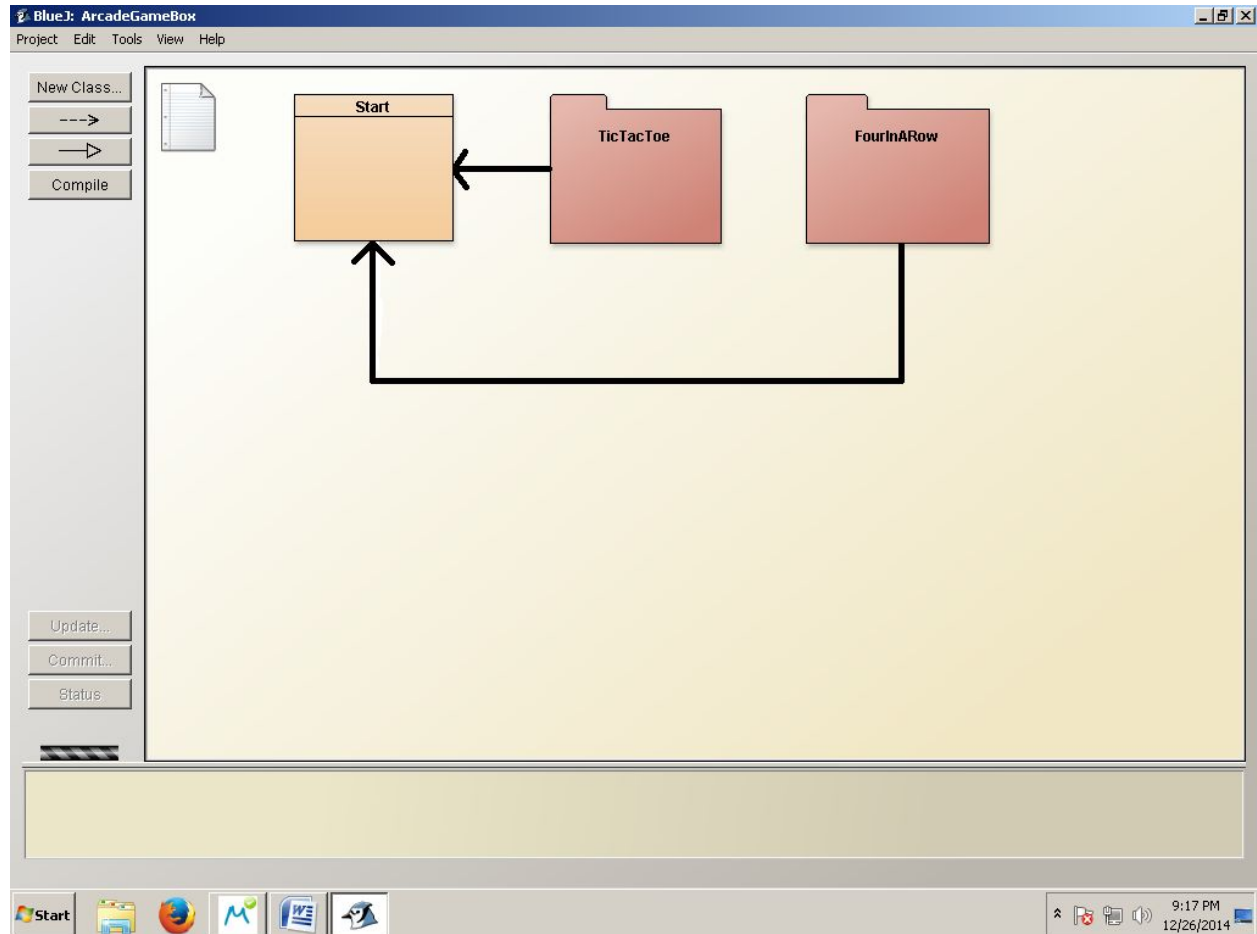 BlueJ: ArcadeGameBox
Project Edit Tools View Help
New Class...
--->
Compile
Start
TicTacToe
FourInARow
Update...
Commit...
Status
Start
9:17 PM
12/26/2014